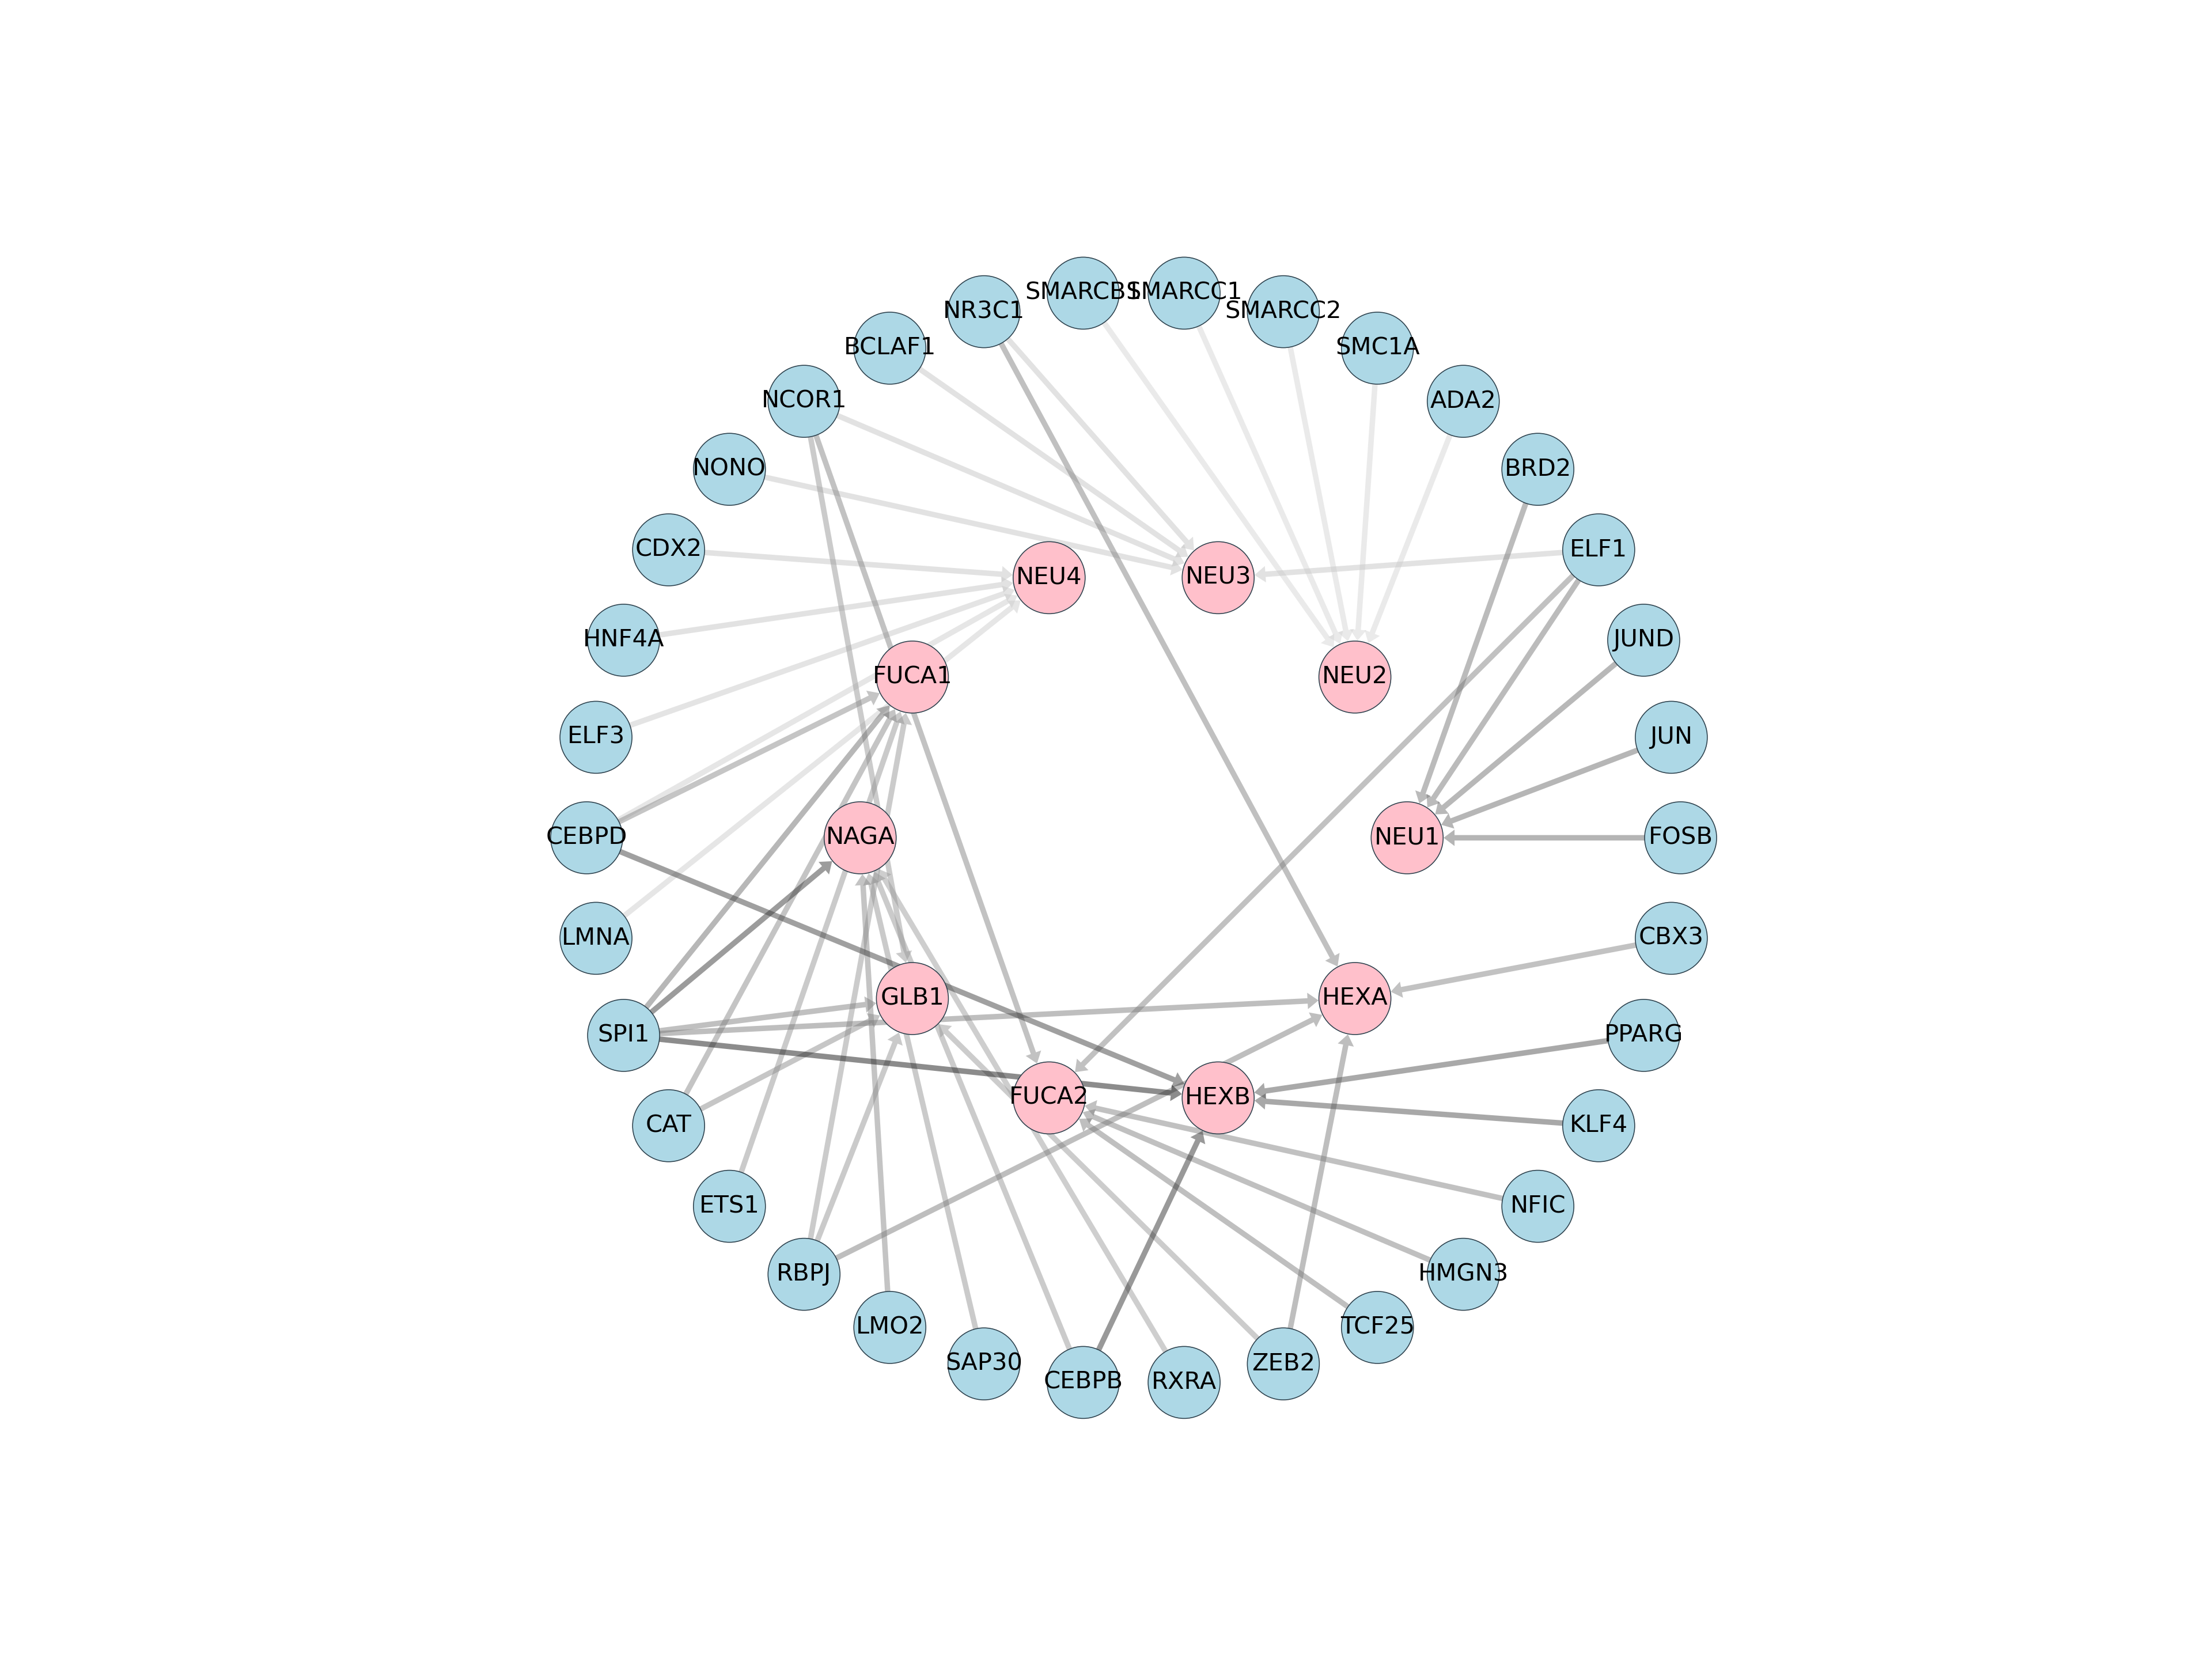 SMARCB1
SMARCC1
NR3C1
SMARCC2
BCLAF1
SMC1A
NCOR1
ADA2
NONO
BRD2
CDX2
ELF1
NEU4
NEU3
HNF4A
JUND
FUCA1
NEU2
ELF3
JUN
CEBPD
NAGA
NEU1
FOSB
LMNA
CBX3
GLB1
HEXA
SPI1
PPARG
FUCA2
HEXB
CAT
KLF4
ETS1
NFIC
RBPJ
HMGN3
LMO2
TCF25
SAP30
ZEB2
CEBPB
RXRA